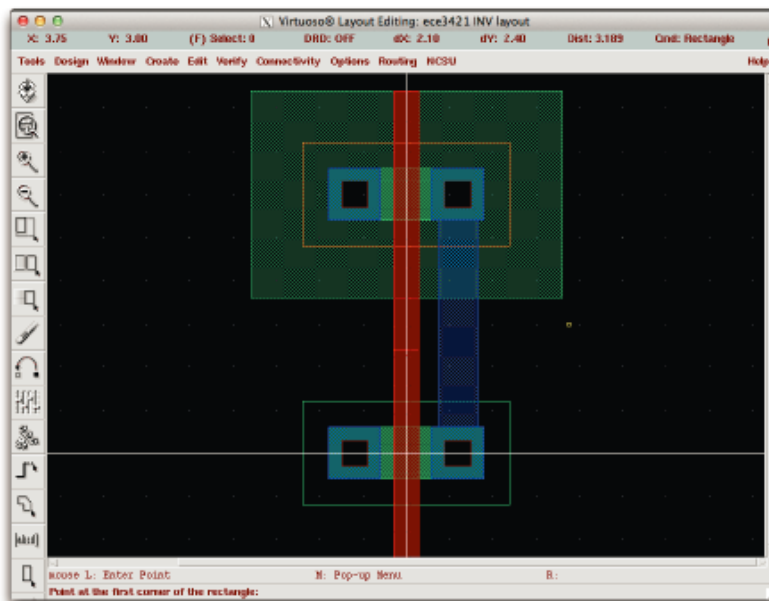 Virtuoso® Layout Editing: ece3421 INV layout
X: 3.75 Y: 3.80 (F) Select: 0 DRD: OFF dX: 2.10 dY: 2.40 Dist: 3.189 Cmd: Rectangle
Tools Design Window Create Edit Verify Connectivity Options Routing NCSU Help
[abcd]
mouse L: Enter Point M: Pop-up Menu R:
Point at the first corner of the rectangle: